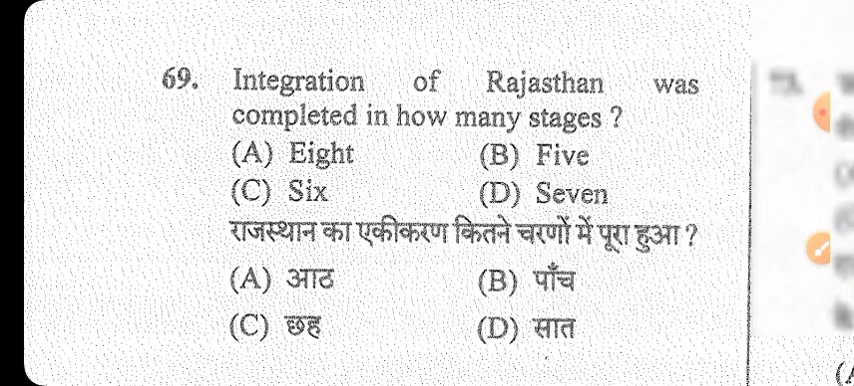 69. Integration of Rajasthan was
completed in how many stages ?
(A) Eight (B) Five
(C) Six (D) Seven
राजस्थान का एकीकरण कितने चरणों में पूरा हुआ ?
(A) आठ (B) पाँच
(C) छह (D) सात